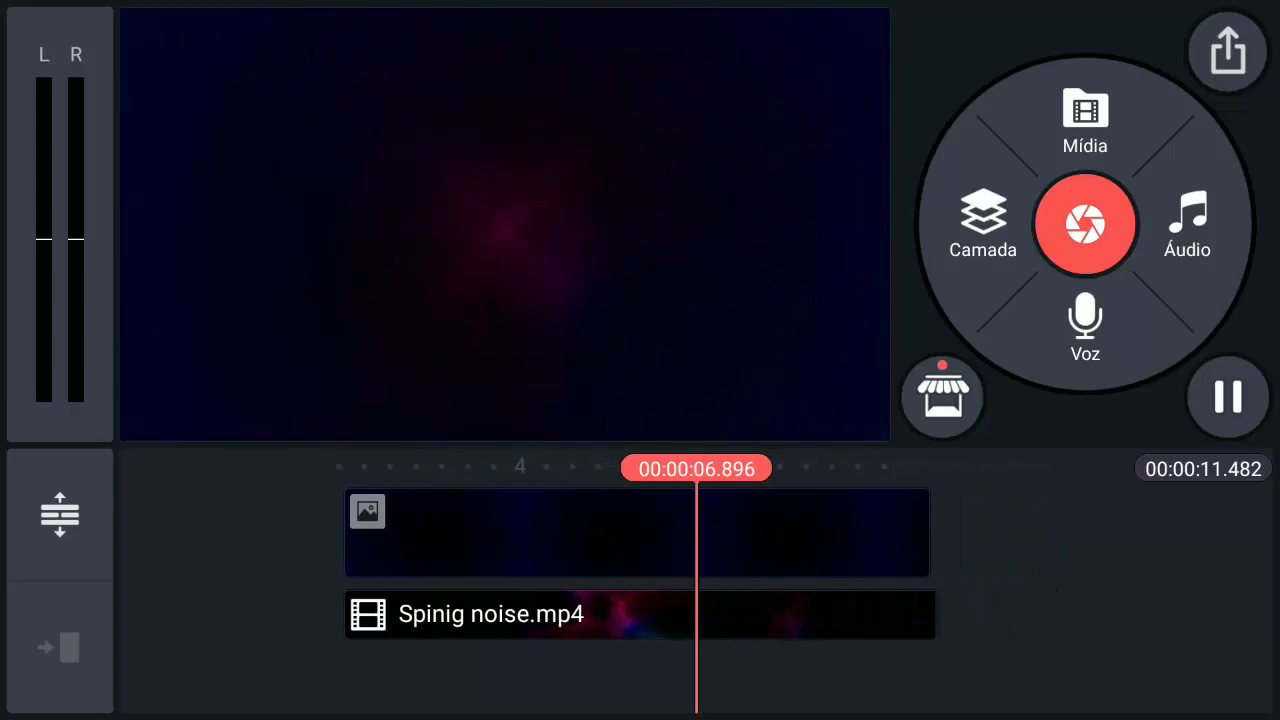 L R
Mídia
Camada
Áudio
Voz
4
00:00:06.896
00:00:11.482
Spinig noise.mp4